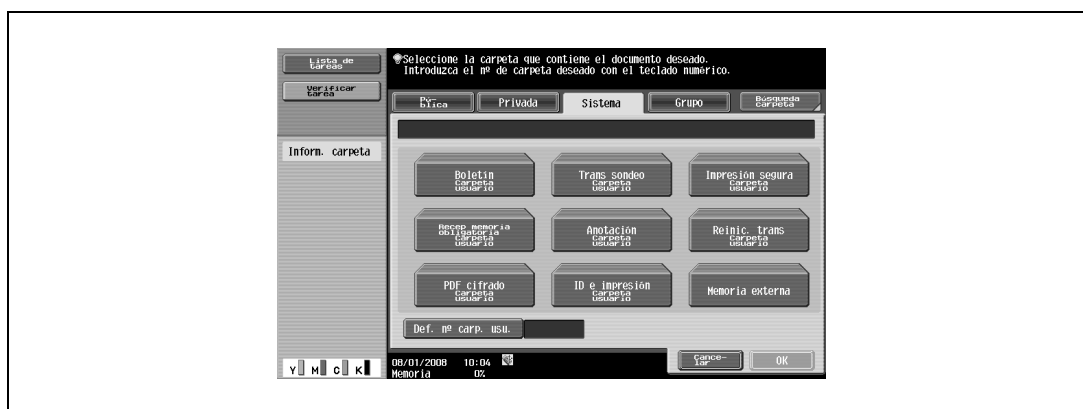 Lista de
tareas
Verificar
tarea
Inform. carpeta
Seleccione la carpeta que contiene el documento deseado.
Introduzca el nº de carpeta deseado con el teclado numérico.
Pú-
blica
Privada
Sistema
Grupo
Búsqueda
carpeta
Boletín
Carpeta
usuario
Trans sondeo
Carpeta
usuario
Impresión segura
Carpeta
usuario
Recep memoria
obligatoria
Carpeta
usuario
Anotación
Carpeta
usuario
Reinic. trans
Carpeta
usuario
PDF cifrado
Carpeta
usuario
ID e impresión
Carpeta
usuario
Memoria externa
Def. nº carp. usu.
Cance-
lar
OK
08/01/2008 10:04
Memoria 0%
Y M C K